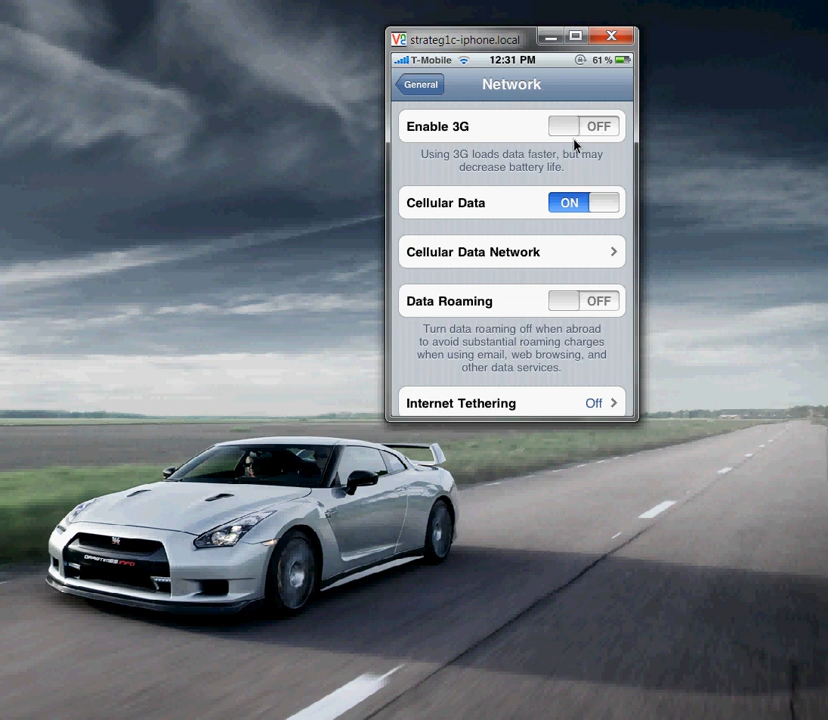 strateg1c-iphone.local
T-Mobile 12:31 PM 61%
General Network
Enable 3G OFF
Using 3G loads data faster, but may
decrease battery life.
Cellular Data ON
Cellular Data Network
Data Roaming OFF
Turn data roaming off when abroad
to avoid substantial roaming charges
when using email, web browsing, and
other data services.
Internet Tethering Off